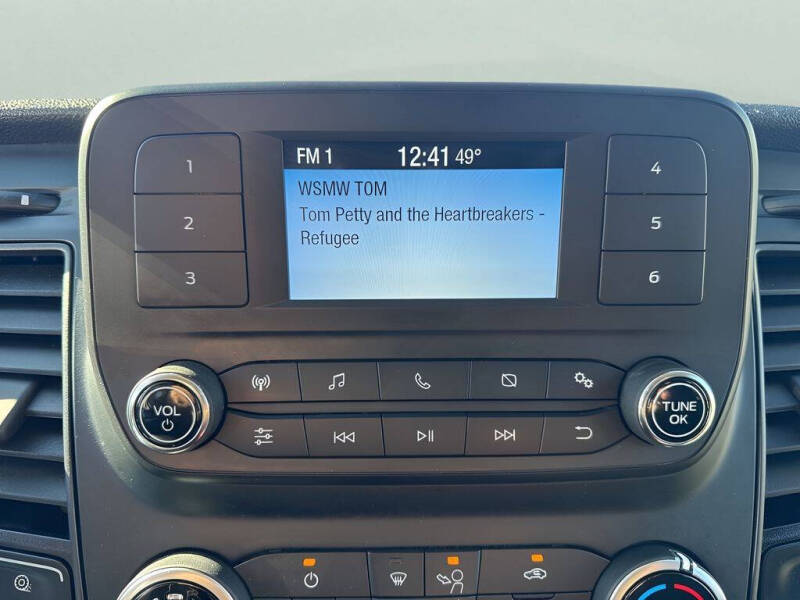 FM 1 12:41 49°
WSMW TOM
Tom Petty and the Heartbreakers -
Refugee
1
2
3
4
5
6
VOL
TUNE
OK